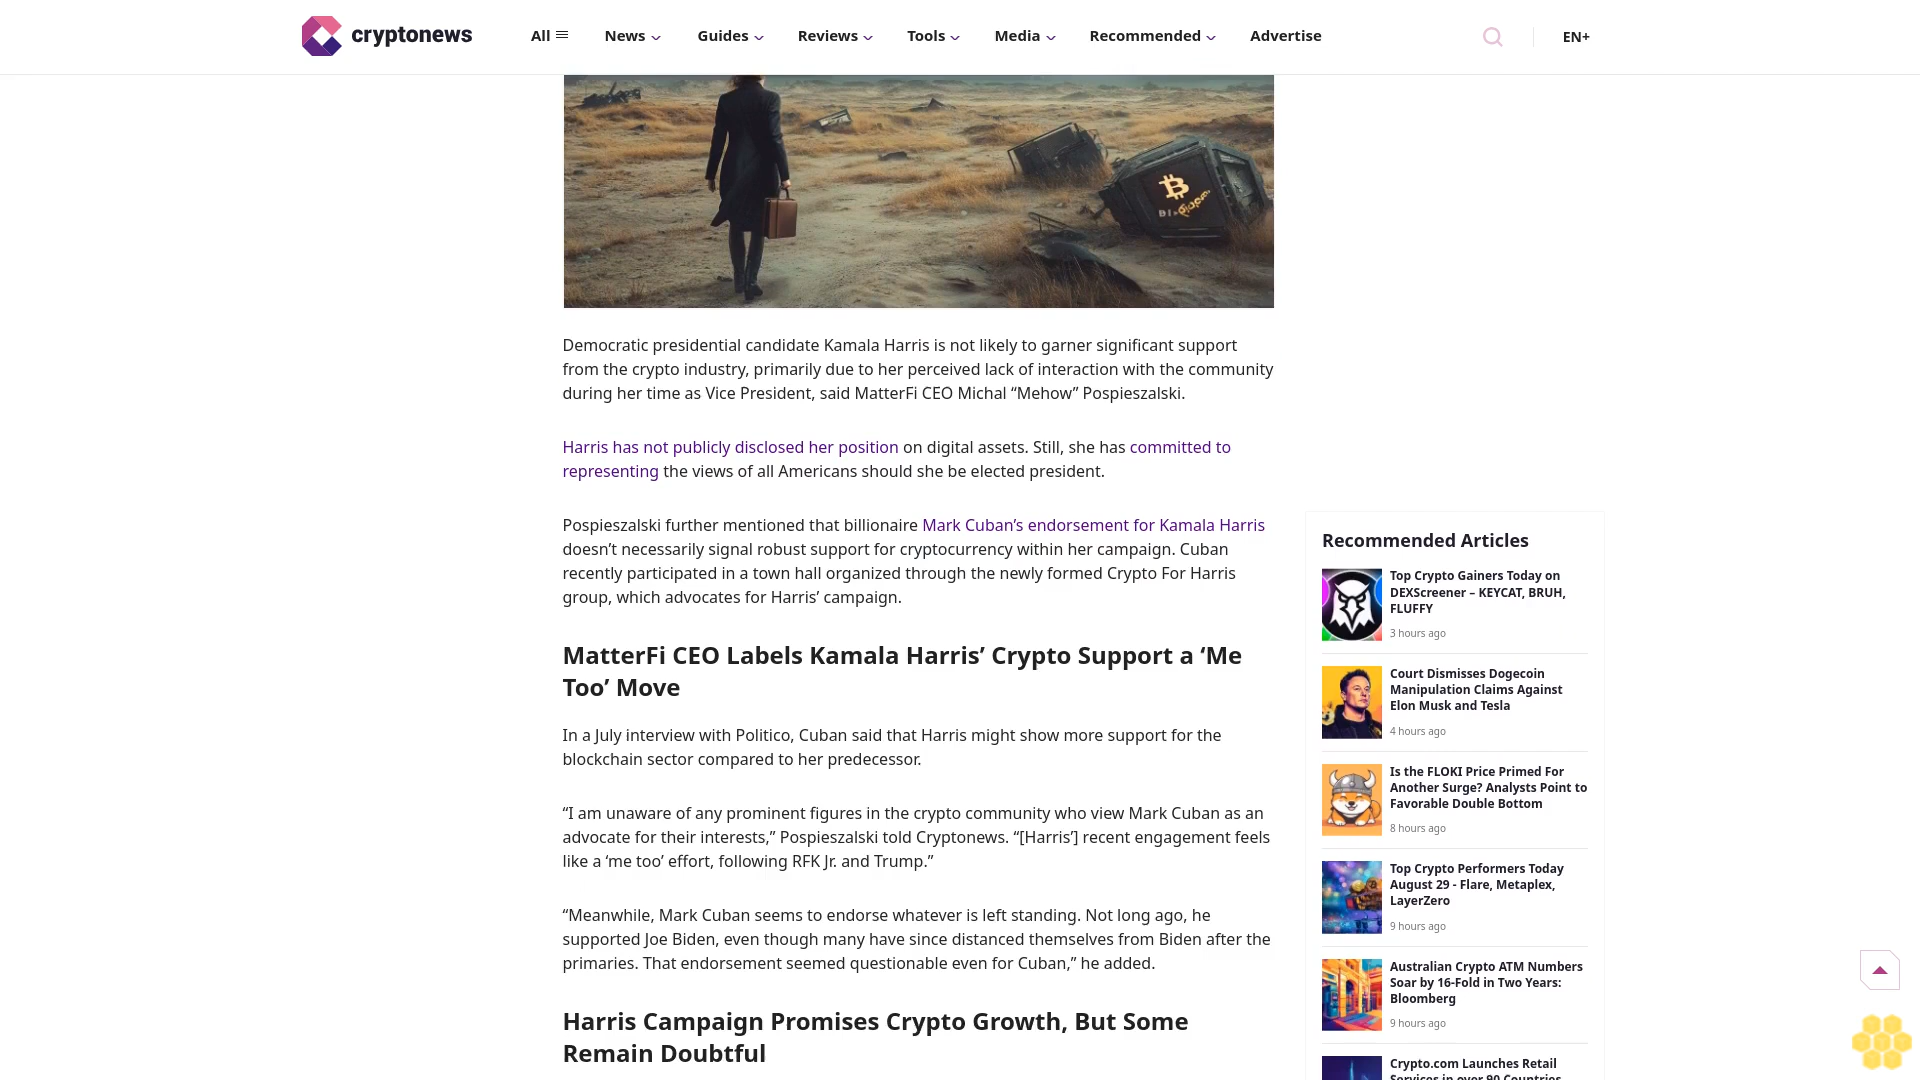 cryptonews
All
News
Guides
Reviews
Tools
Media
Recommended
Advertise
EN+
Democratic presidential candidate Kamala Harris is not likely to garner significant support
from the crypto industry, primarily due to her perceived lack of interaction with the community
during her time as Vice President, said MatterFi CEO Michal “Mehow” Pospieszalski.
Harris has not publicly disclosed her position on digital assets. Still, she has committed to
representing the views of all Americans should she be elected president.
Pospieszalski further mentioned that billionaire Mark Cuban’s endorsement for Kamala Harris
doesn’t necessarily signal robust support for cryptocurrency within her campaign. Cuban
recently participated in a town hall organized through the newly formed Crypto For Harris
group, which advocates for Harris’ campaign.
MatterFi CEO Labels Kamala Harris’ Crypto Support a ‘Me
Too’ Move
In a July interview with Politico, Cuban said that Harris might show more support for the
blockchain sector compared to her predecessor.
“I am unaware of any prominent figures in the crypto community who view Mark Cuban as an
advocate for their interests,” Pospieszalski told Cryptonews. “[Harris’] recent engagement feels
like a ‘me too’ effort, following RFK Jr. and Trump.”
“Meanwhile, Mark Cuban seems to endorse whatever is left standing. Not long ago, he
supported Joe Biden, even though many have since distanced themselves from Biden after the
primaries. That endorsement seemed questionable even for Cuban,” he added.
Harris Campaign Promises Crypto Growth, But Some
Remain Doubtful
Recommended Articles
Top Crypto Gainers Today on
DEXScreener – KEYCAT, BRUH,
FLUFFY
3 hours ago
Court Dismisses Dogecoin
Manipulation Claims Against
Elon Musk and Tesla
4 hours ago
Is the FLOKI Price Primed For
Another Surge? Analysts Point to
Favorable Double Bottom
8 hours ago
Top Crypto Performers Today
August 29 - Flare, Metaplex,
LayerZero
9 hours ago
Australian Crypto ATM Numbers
Soar by 16-Fold in Two Years:
Bloomberg
9 hours ago
Crypto.com Launches Retail
Services in over 90 Countries